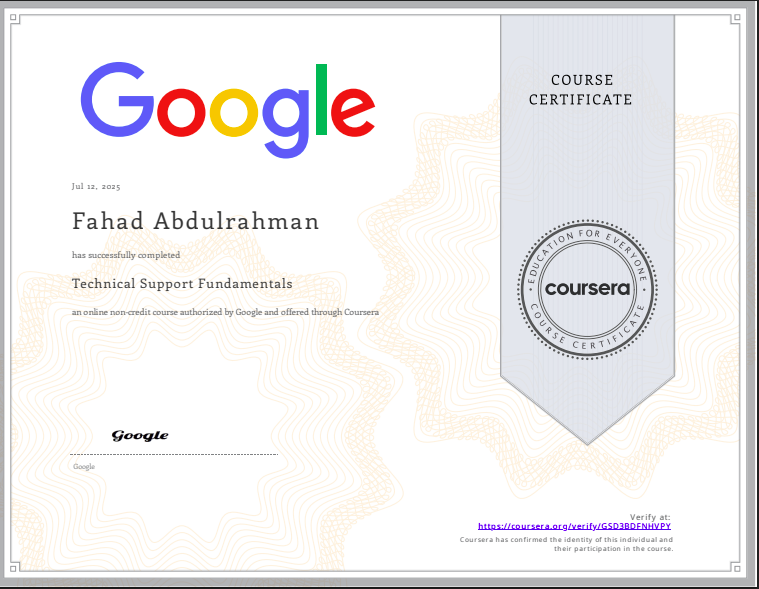 Google
COURSE
CERTIFICATE
Jul 12, 2025
Fahad Abdulrahman
has successfully completed
Technical Support Fundamentals
an online non-credit course authorized by Google and offered through Coursera
EDUCATION FOR EVERYONE
coursera
COURSE CERTIFICATE
Google
Google
Verify at:
https://coursera.org/verify/GSD3BDFNHVPY
Coursera has confirmed the identity of this individual and
their participation in the course.